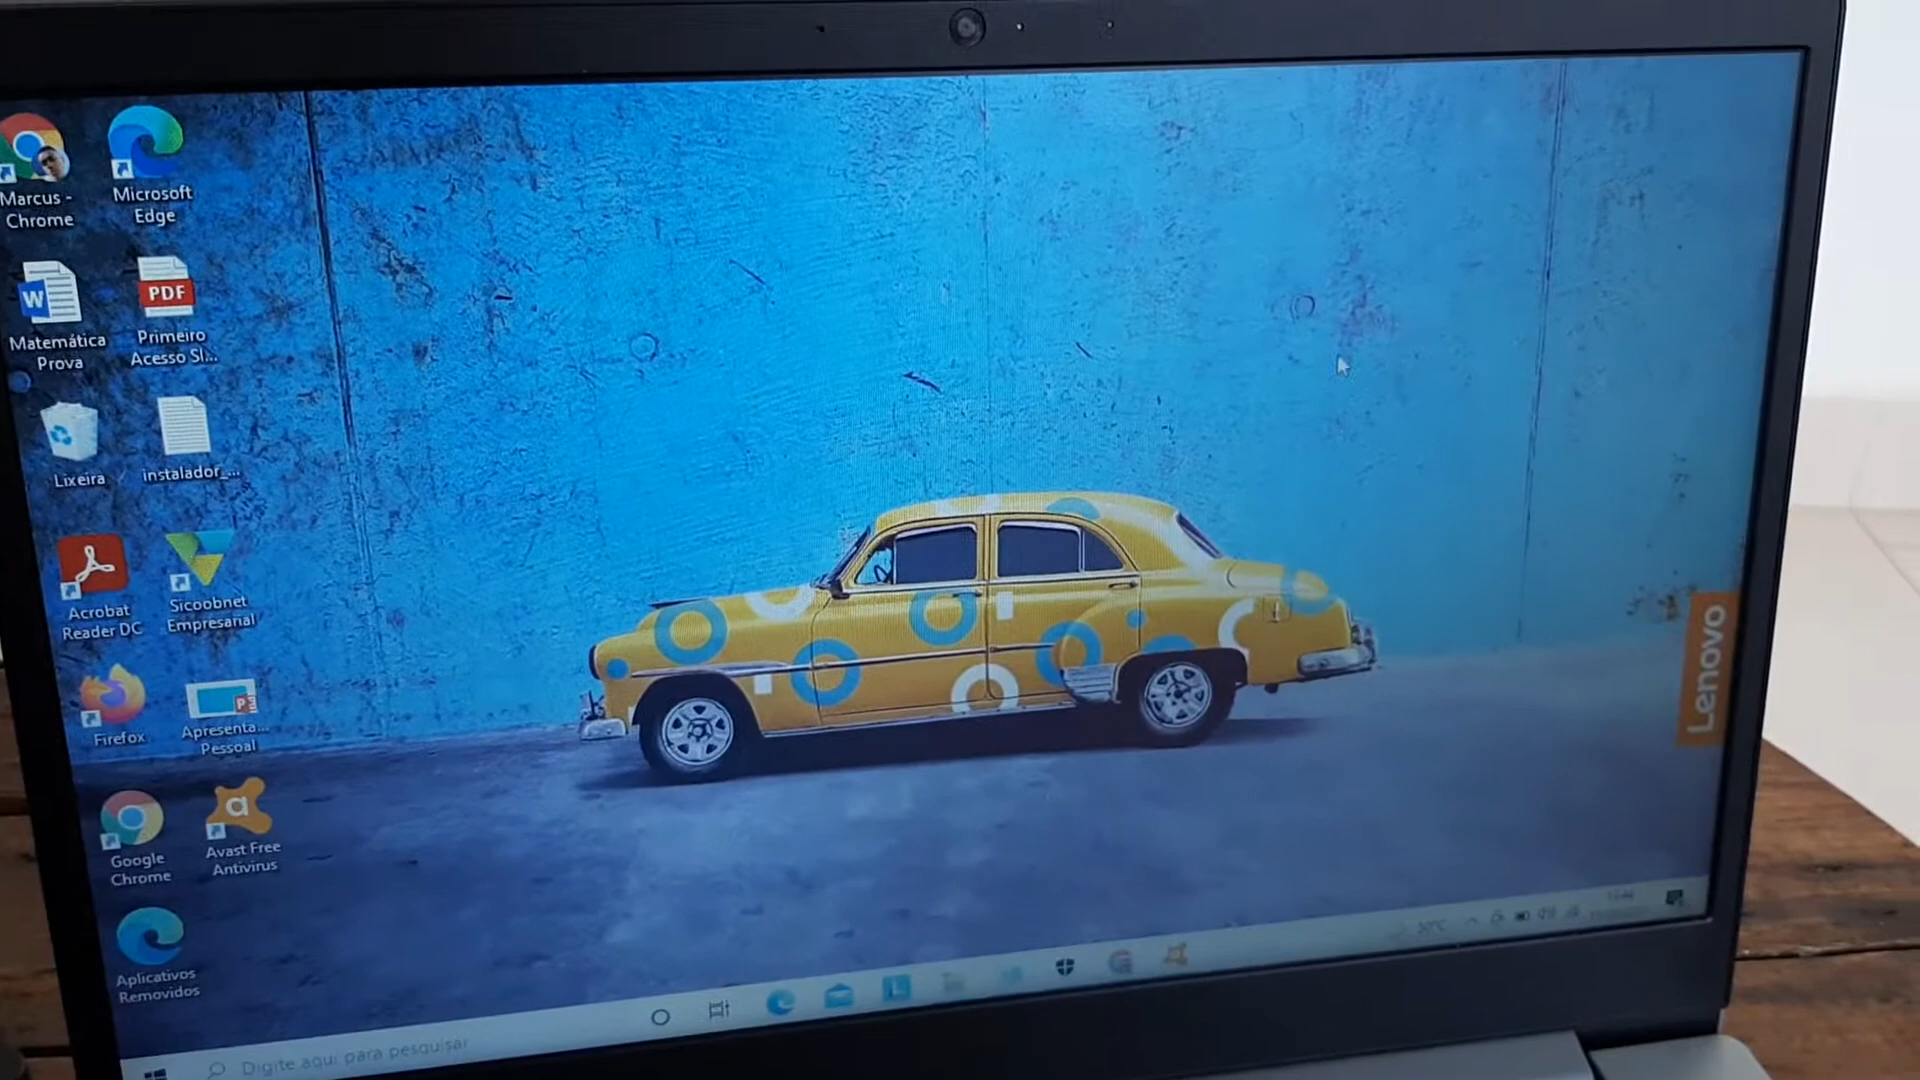 Marcus -
Chrome
Microsoft
Edge
W
Matemática
Prova
PDF
Primeiro
Acesso SI...
Lixeira
instalador_...
Acrobat
Reader DC
Sicoobnet
Empresarial
Firefox
P
Apresenta...
Pessoal
Google
Chrome
a
Avast Free
Antivirus
Aplicativos
Removidos
Lenovo
L
Digite aqui para pesquisar